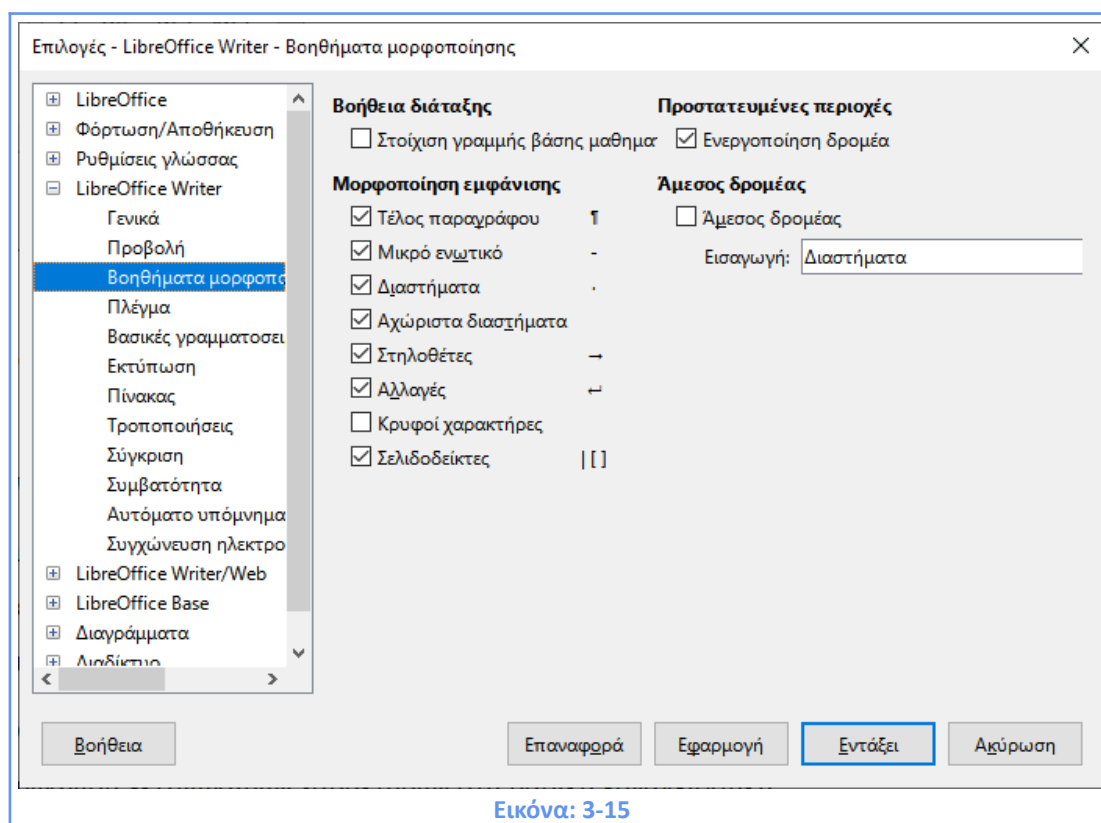 Επιλογές - LibreOffice Writer - Βοηθήματα μορφοποίησης
LibreOffice
Φόρτωση/Αποθήκευση
Ρυθμίσεις γλώσσας
LibreOffice Writer
Γενικά
Προβολή
Βοηθήματα μορφοπο
Πλέγμα
Βασικές γραμματοσει
Εκτύπωση
Πίνακας
Τροποποιήσεις
Σύγκριση
Συμβατότητα
Αυτόματο υπόμνημα
Συγχώνευση ηλεκτρο
LibreOffice Writer/Web
LibreOffice Base
Διαγράμματα
Διαδίκτυο
Βοήθεια διάταξης
Στοίχιση γραμμής βάσης μαθημα
Μορφοποίηση εμφάνισης
Τέλος παραγράφου ¶
Μικρό ενωτικό -
Διαστήματα ·
Αχώριστα διαστήματα
Στηλοθέτες →
Αλλαγές ↵
Κρυφοί χαρακτήρες
Σελιδοδείκτες |[]
Προστατευμένες περιοχές
Ενεργοποίηση δρομέα
Άμεσος δρομέας
Άμεσος δρομέας
Εισαγωγή: Διαστήματα
Βοήθεια Επαναφορά Εφαρμογή Εντάξει Ακύρωση
Εικόνα: 3-15